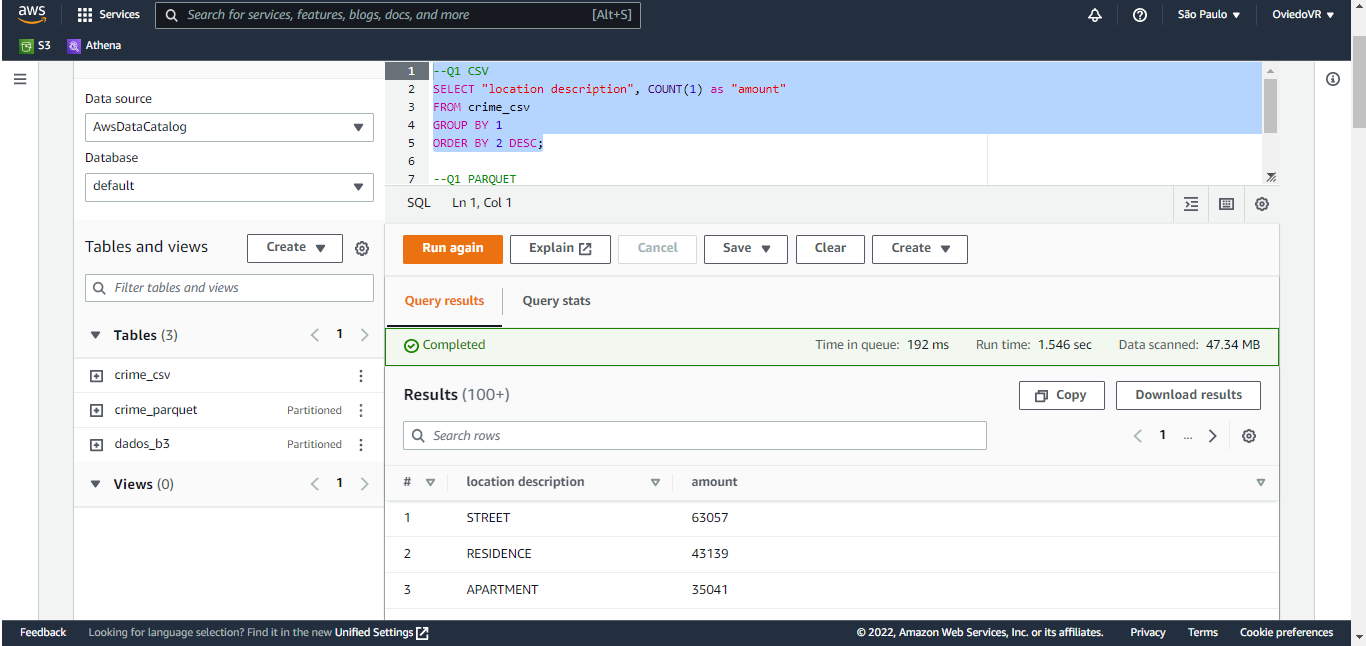 aws Services Search for services, features, blogs, docs, and more [Alt+S] São Paulo OviedoVR
S3 Athena
Data source
AwsDataCatalog
Database
default
Tables and views Create
Filter tables and views
Tables (3) 1
crime_csv
crime_parquet Partitioned
dados_b3 Partitioned
Views (0) 1
1 --Q1 CSV
2 SELECT "location description", COUNT(1) as "amount"
3 FROM crime_csv
4 GROUP BY 1
5 ORDER BY 2 DESC;
6
7 --Q1 PARQUET
SQL Ln 1, Col 1
Run again Explain Cancel Save Clear Create
Query results Query stats
Completed Time in queue: 192 ms Run time: 1.546 sec Data scanned: 47.34 MB
Results (100+) Copy Download results
Search rows 1 ...
# location description amount
1 STREET 63057
2 RESIDENCE 43139
3 APARTMENT 35041
Feedback Looking for language selection? Find it in the new Unified Settings © 2022, Amazon Web Services, Inc. or its affiliates. Privacy Terms Cookie preferences